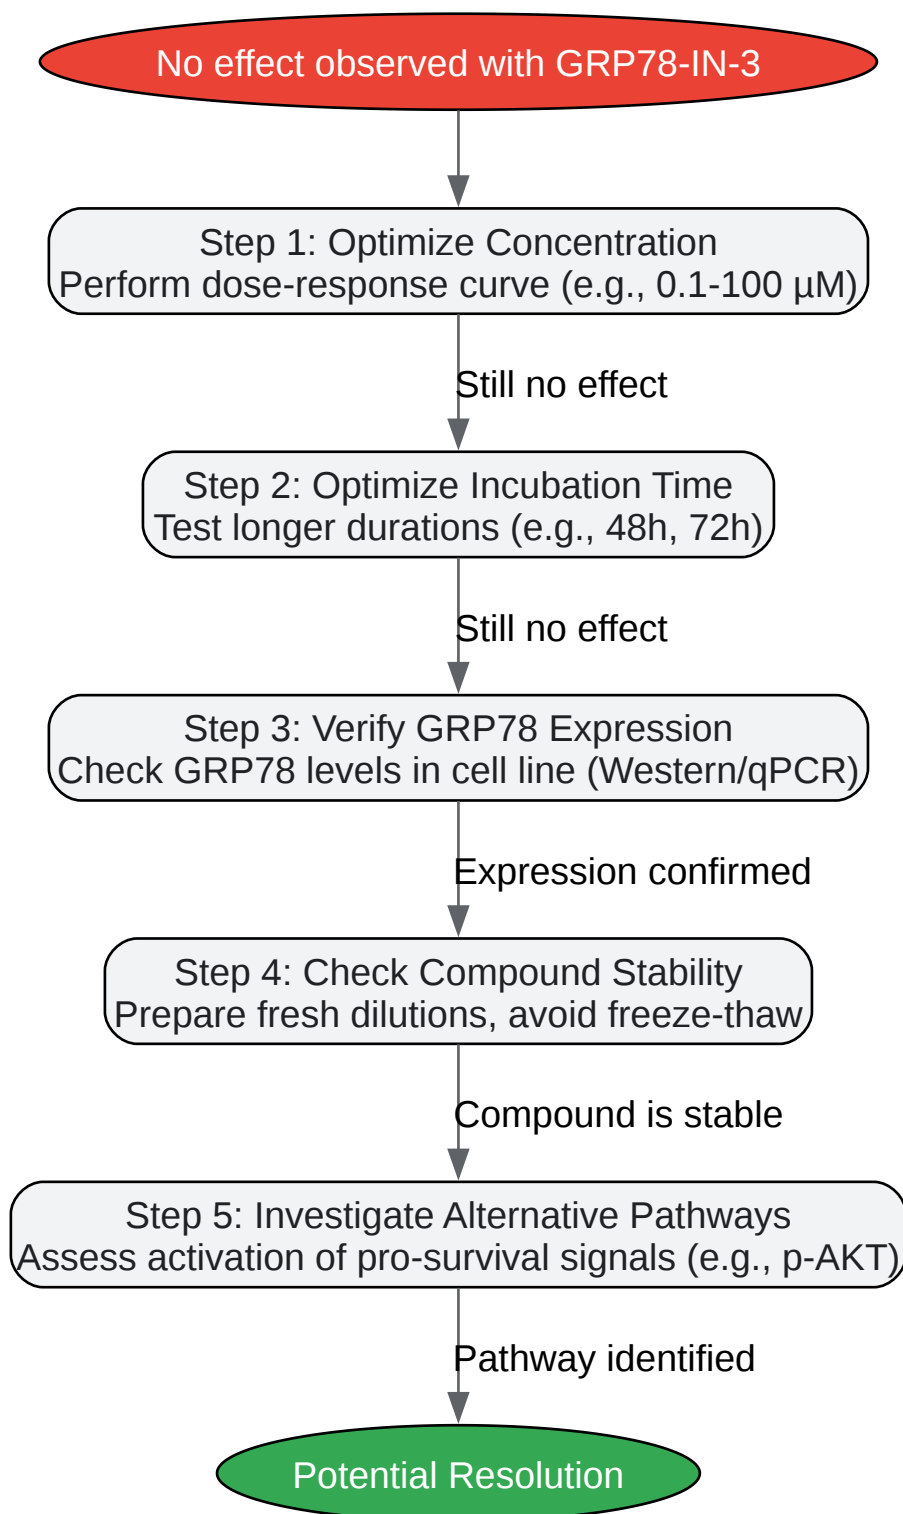 No effect observed with GRP78-IN-3
Step 1: Optimize Concentration
Perform dose-response curve (e.g., 0.1-100 µM)
Still no effect
Step 2: Optimize Incubation Time
Test longer durations (e.g., 48h, 72h)
Still no effect
Step 3: Verify GRP78 Expression
Check GRP78 levels in cell line (Western/qPCR)
Expression confirmed
Step 4: Check Compound Stability
Prepare fresh dilutions, avoid freeze-thaw
Compound is stable
Step 5: Investigate Alternative Pathways
Assess activation of pro-survival signals (e.g., p-AKT)
Pathway identified
Potential Resolution